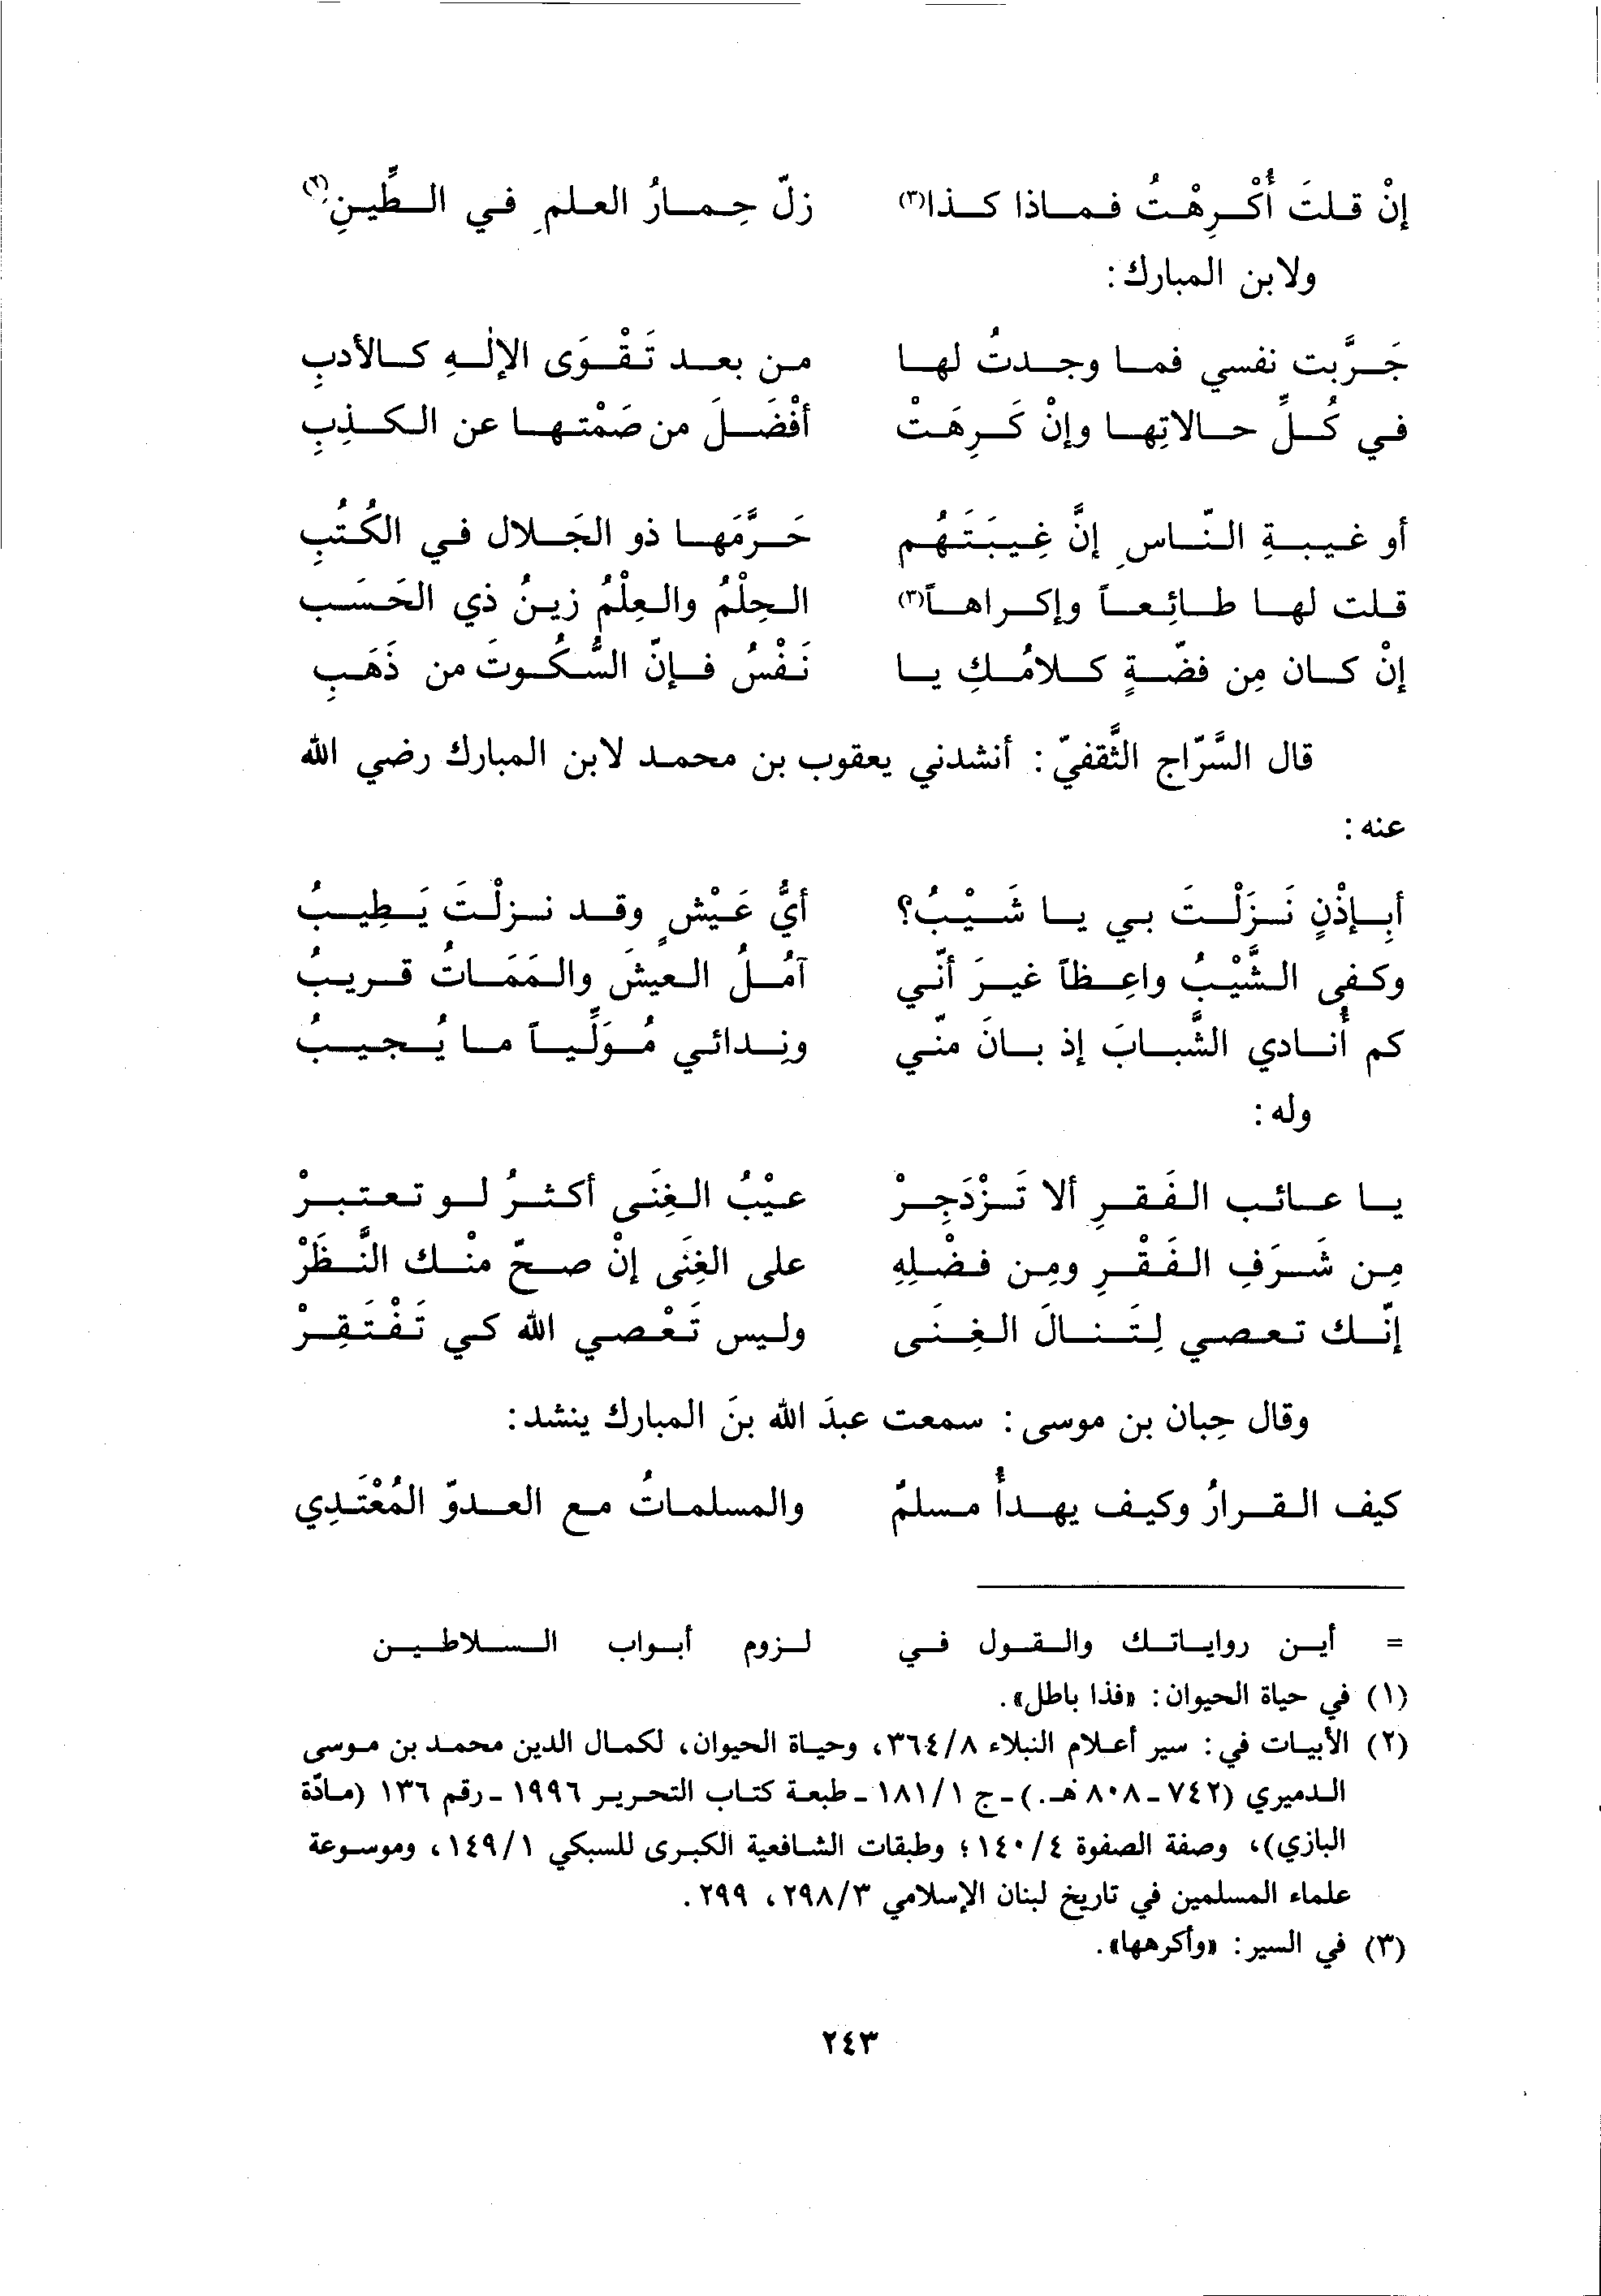 إنْ قلتَ أُكْرِهْتُ فماذا كذا(٣) زلّ حِمارُ العلمِ في الطِّينِ(٢)
ولابن المبارك:
جَرَّبت نفسي فما وجدتُ لها من بعد تَقْوَى الإلٰهِ كالأدبِ
في كُلِّ حالاتِها وإنْ كَرِهَتْ أفْضَلَ من صَمْتها عن الكذِبِ
أو غيبةِ النّاسِ إنَّ غِيبَتَهُم حَرَّمَها ذو الجَلال في الكُتُبِ
قلت لها طائِعاً وإكراهاً(٣) الحِلْمُ والعِلْمُ زينُ ذي الحَسَب
إنْ كان مِن فضّةٍ كلامُكِ يا نَفْسُ فإنّ السُّكُوتَ من ذَهَبِ
قال السَّرّاج الثَّقفيّ: أنشدني يعقوب بن محمد لابن المبارك رضي الله
عنه:
أبِإذْنٍ نَزَلْتَ بي يا شَيْبُ؟ أيُّ عَيْشٍ وقد نزلْتَ يَطِيبُ
وكفى الشَّيْبُ واعِظاً غيرَ أنّي آمُلُ العيشَ والمَمَاتُ قريبُ
كم أُنادي الشَّبابَ إذ بانَ منّي ونِدائي مُوَلِّياً ما يُجيبُ
وله:
يا عائب الفَقرِ ألا تَزْدَجِرْ عيْبُ الغِنَى أكثرُ لو تعتبرْ
مِن شَرَفِ الفَقْرِ ومِن فضْلِهِ على الغِنَى إنْ صحّ منْك النَّظَرْ
إنّك تعصي لِتَنالَ الغِنَى وليس تَعْصي الله كي تَفْتَقِرْ
وقال حِبان بن موسى: سمعت عبدَ الله بنَ المبارك ينشد:
كيف القرارُ وكيف يهدأُ مسلمُ والمسلماتُ مع العدوّ المُعْتَدِي
= أين رواياتك والقول في لزوم أبواب السلاطين
(١) في حياة الحيوان: «فذا باطل».
(٢) الأبيات في: سير أعلام النبلاء ٣٦٤/٨، وحياة الحيوان، لكمال الدين محمد بن موسى
الدميري (٧٤٢ - ٨٠٨ هـ.) - ج ١٨١/١ - طبعة كتاب التحرير ١٩٩٦ - رقم ١٣٦ (مادّة
البازي)، وصفة الصفوة ١٤٠/٤؛ وطبقات الشافعية الكبرى للسبكي ١٤٩/١، وموسوعة
علماء المسلمين في تاريخ لبنان الإسلامي ٢٩٨/٣، ٢٩٩.
(٣) في السير: «وأكرهها».
٢٤٣